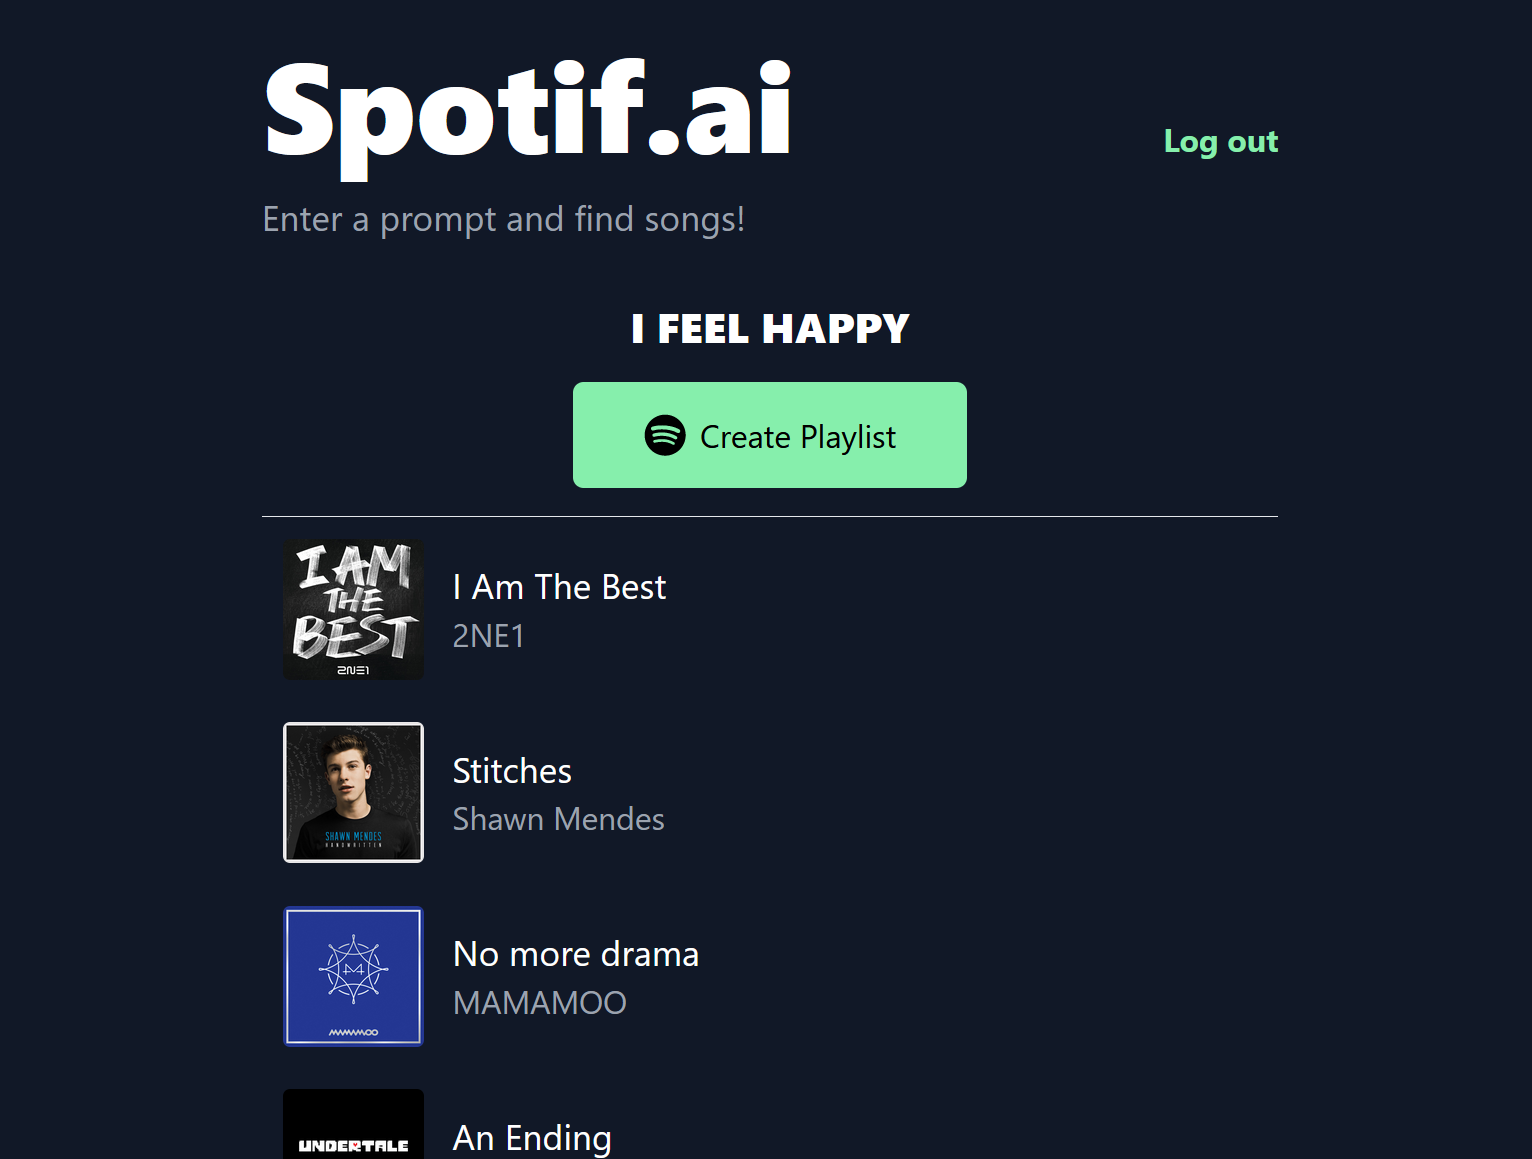 Spotif.ai
Log out
Enter a prompt and find songs!
I FEEL HAPPY
Create Playlist
I AM
THE
BEST
2NE1
I Am The Best
2NE1
SHAWN MENDES
HANDWRITTEN
Stitches
Shawn Mendes
MAMAMOO
No more drama
MAMAMOO
UNDERTALE
An Ending